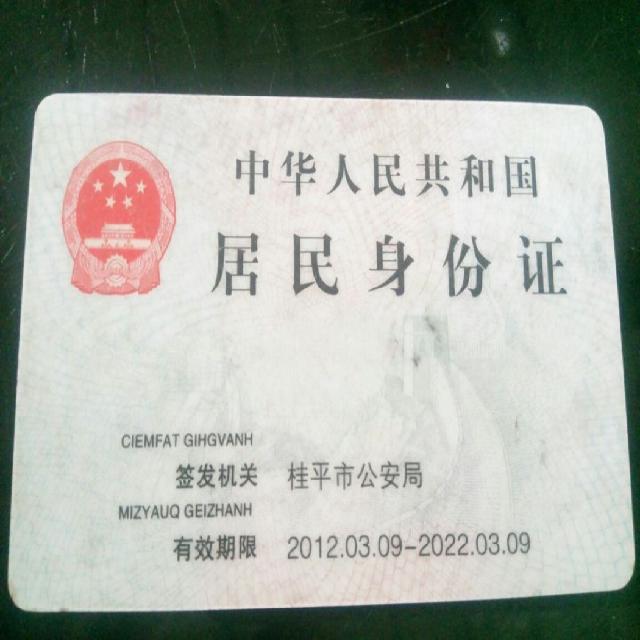 中华人民共和国
居民身份证
CIEMFAT GIHGVANH
签发机关 桂平市公安局
MIZYAUQ GEIZHANH
有效期限 2012.03.09-2022.03.09